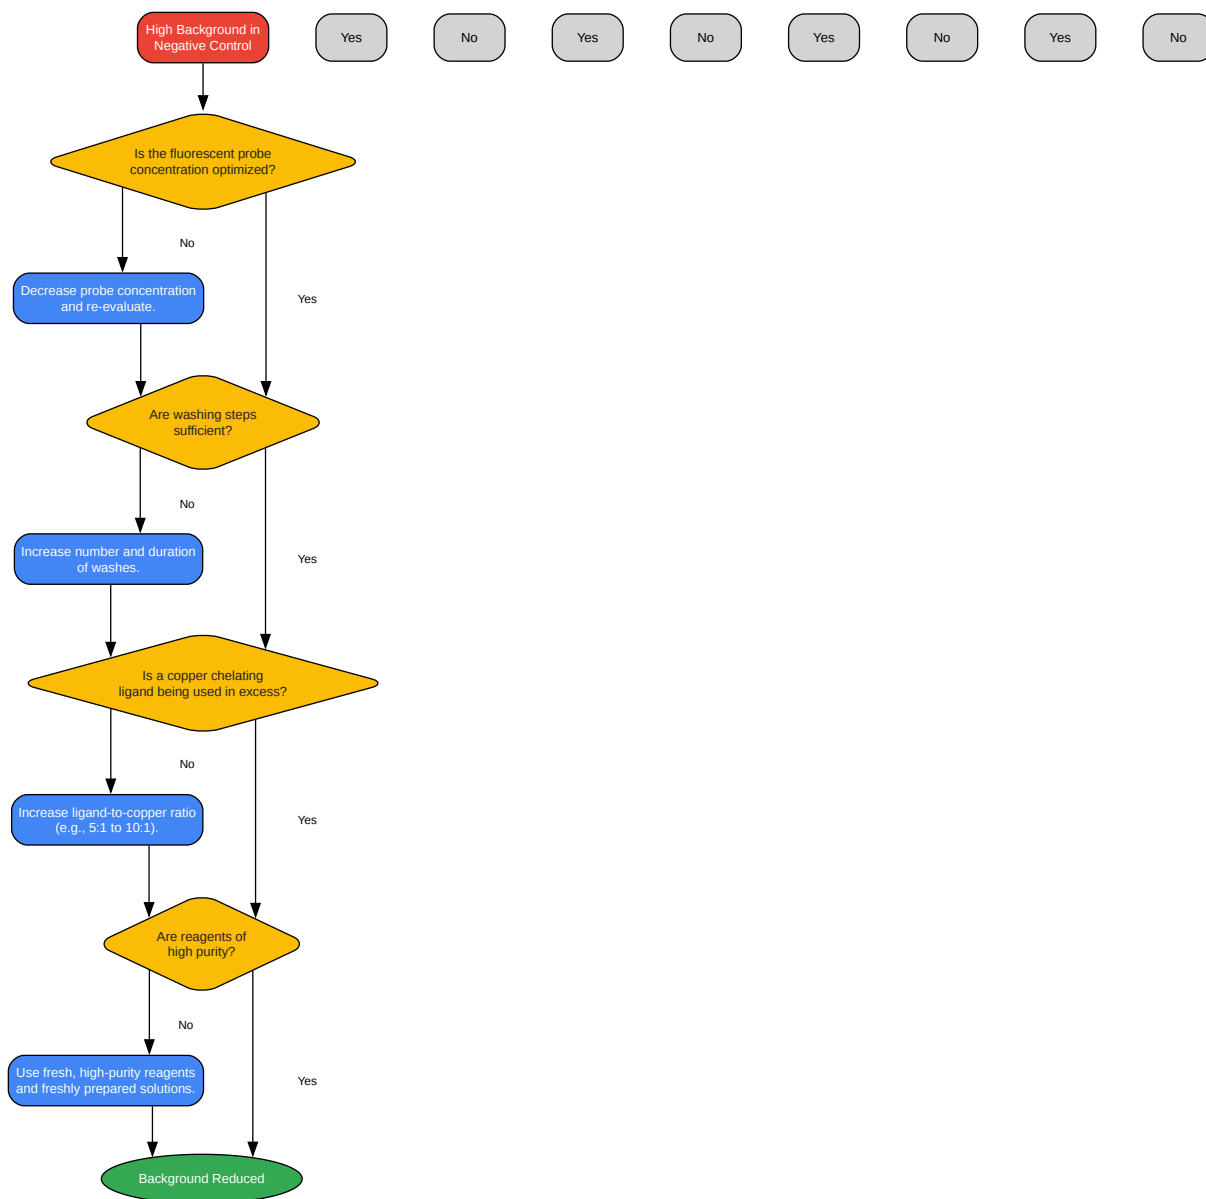 High Background in
Negative Control
Yes
No
Yes
No
Yes
No
Yes
No
Is the fluorescent probe
concentration optimized?
No
Decrease probe concentration
and re-evaluate.
Yes
Are washing steps
sufficient?
No
Increase number and duration
of washes.
Yes
Is a copper chelating
ligand being used in excess?
No
Increase ligand-to-copper ratio
(e.g., 5:1 to 10:1).
Yes
Are reagents of
high purity?
No
Use fresh, high-purity reagents
and freshly prepared solutions.
Yes
Background Reduced